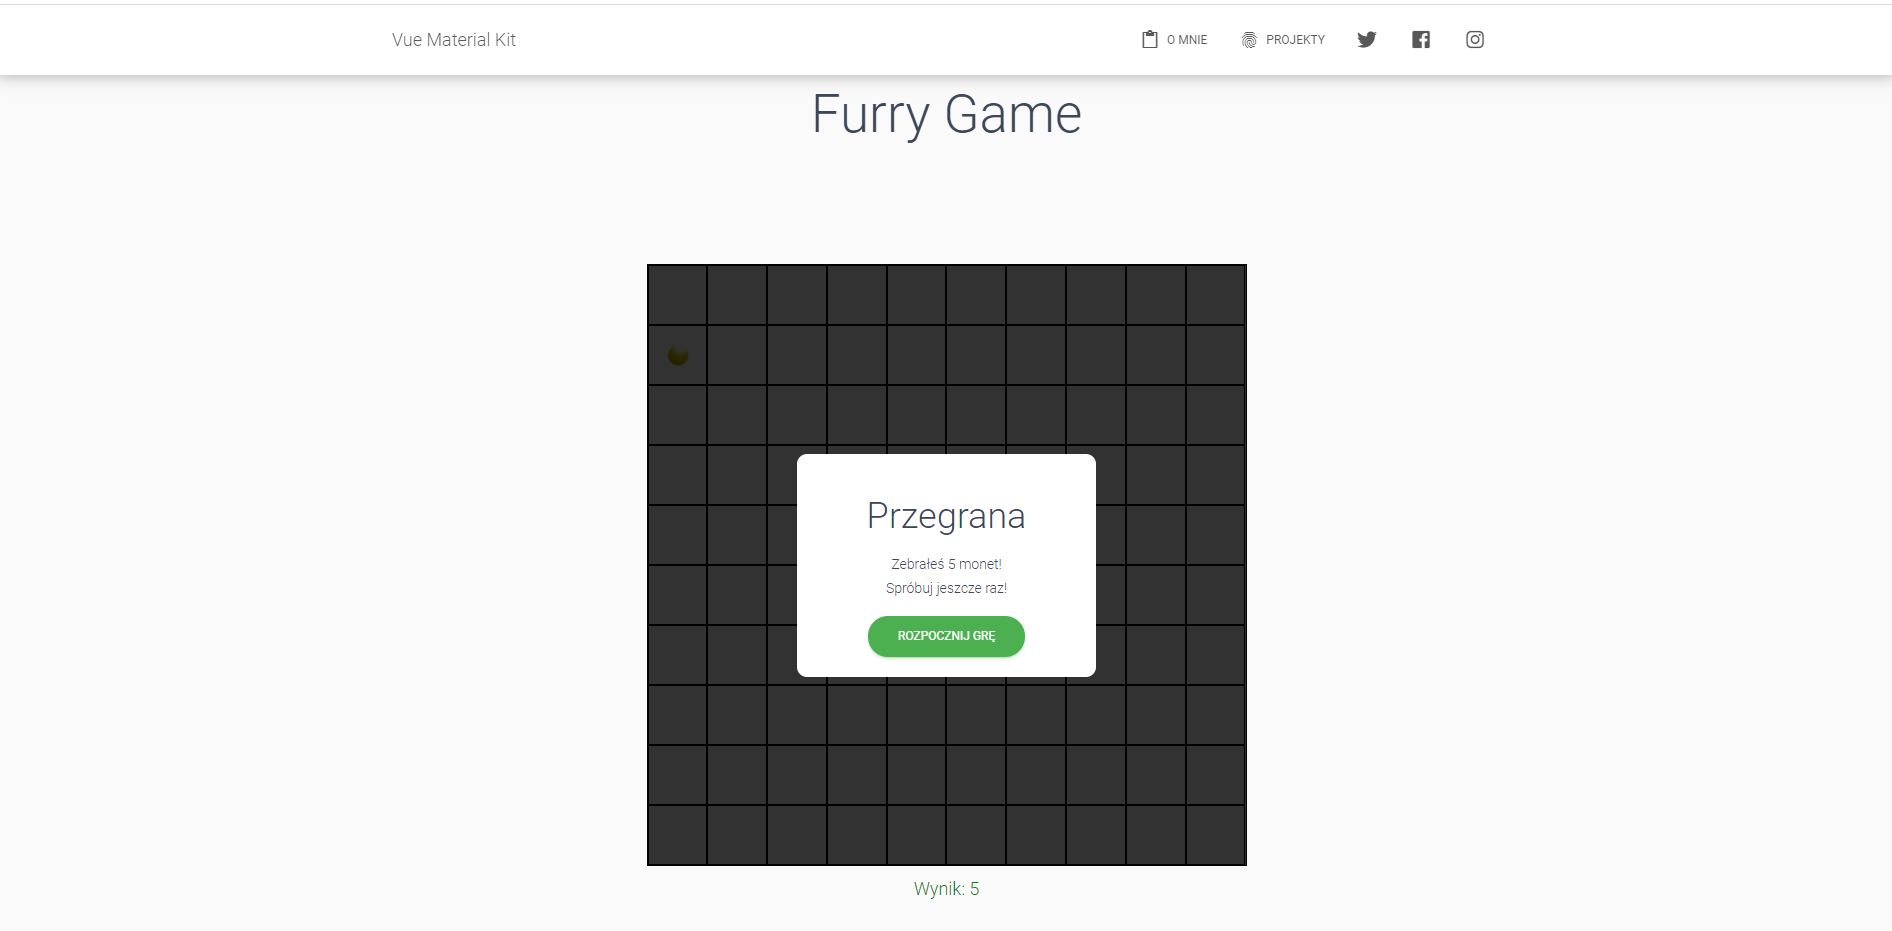 Vue Material Kit
O MNIE
PROJEKTY
Furry Game
Przegrana
Zebrałeś 5 monet!
Spróbuj jeszcze raz!
ROZPOCZNIJ GRĘ
Wynik: 5